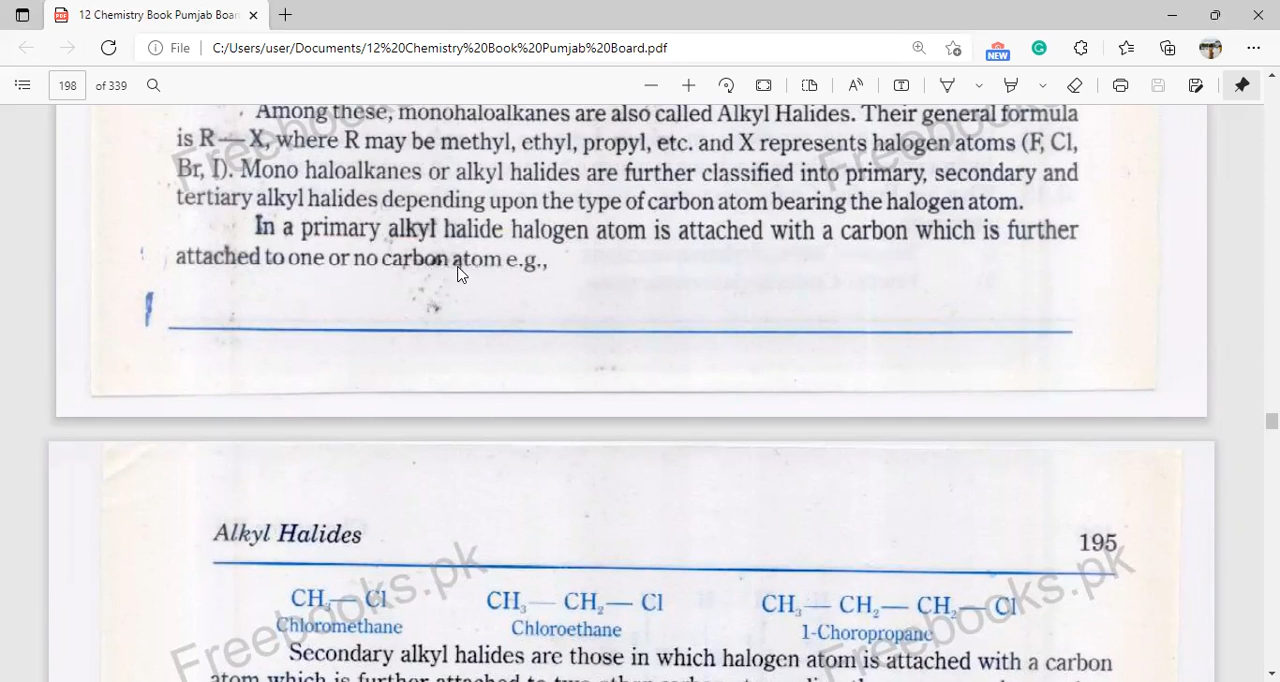 12 Chemistry Book Pumjab Boar
File
C:/Users/user/Documents/12%20Chemistry%20Book%20Pumjab%20Board.pdf
NEW
198 of 339
Among these, monohaloalkanes are also called Alkyl Halides. Their general formula
is R—X, where R may be methyl, ethyl, propyl, etc. and X represents halogen atoms (F, Cl,
Br, I). Mono haloalkanes or alkyl halides are further classified into primary, secondary and
tertiary alkyl halides depending upon the type of carbon atom bearing the halogen atom.
In a primary alkyl halide halogen atom is attached with a carbon which is further
attached to one or no carbon atom e.g.,
Alkyl Halides 195
CH₃— Cl CH₃— CH₂— Cl CH₃— CH₂— CH₂— Cl
Chloromethane Chloroethane 1-Choropropane
Secondary alkyl halides are those in which halogen atom is attached with a carbon
atom which is further attached to two other carbon
Freebooks.pk
Freebooks.pk